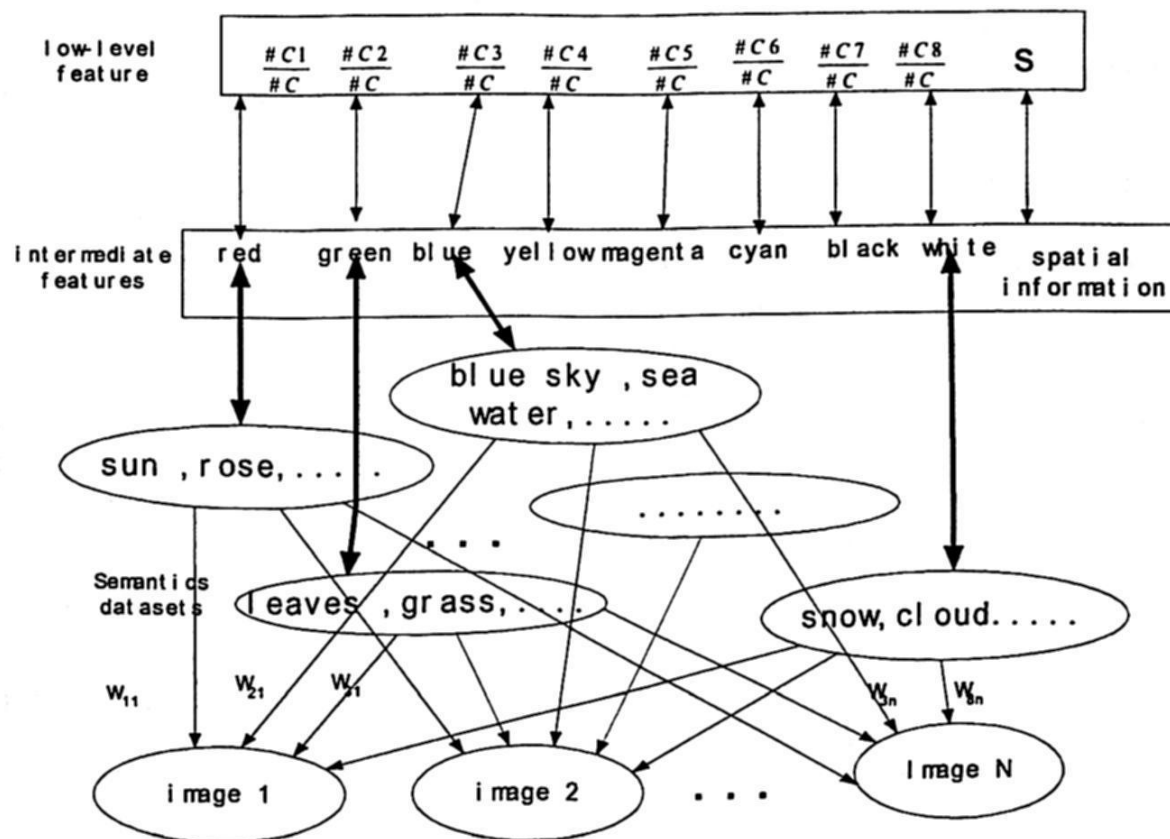 low-level
feature
#C1/#C #C2/#C #C3/#C #C4/#C #C5/#C #C6/#C #C7/#C #C8/#C S
intermediate
features
red green blue yellow magenta cyan black white spatial
information
blue sky , sea
water, . . . . .
sun , rose, . . . . .
. . . . . . . .
. . .
Semantics
datasets
leaves , grass, . . . .
snow, cloud. . . . .
W11 W21 W31 W3n W8n
image 1
image 2
. . .
Image N